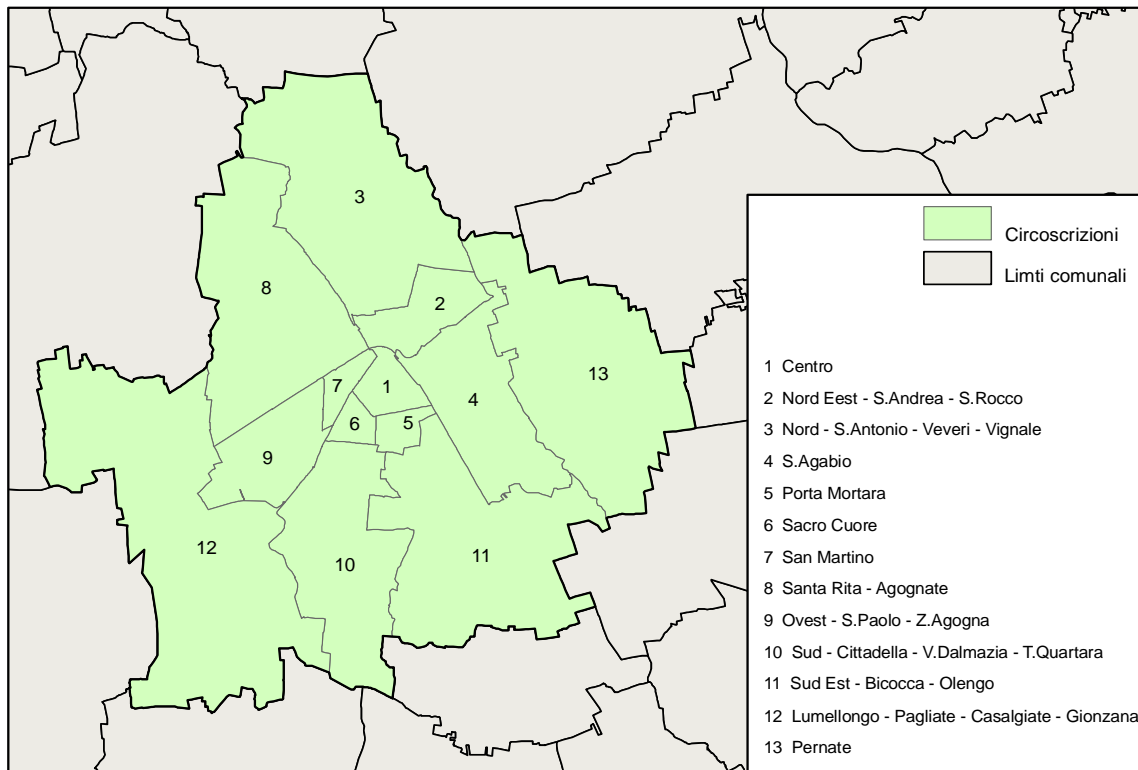 3
8
2
13
7
1
4
6
5
9
12
10
11
Circoscrizioni
Limti comunali
1 Centro
2 Nord Eest - S.Andrea - S.Rocco
3 Nord - S.Antonio - Veveri - Vignale
4 S.Agabio
5 Porta Mortara
6 Sacro Cuore
7 San Martino
8 Santa Rita - Agognate
9 Ovest - S.Paolo - Z.Agogna
10 Sud - Cittadella - V.Dalmazia - T.Quartara
11 Sud Est - Bicocca - Olengo
12 Lumellongo - Pagliate - Casalgiate - Gionzana
13 Pernate